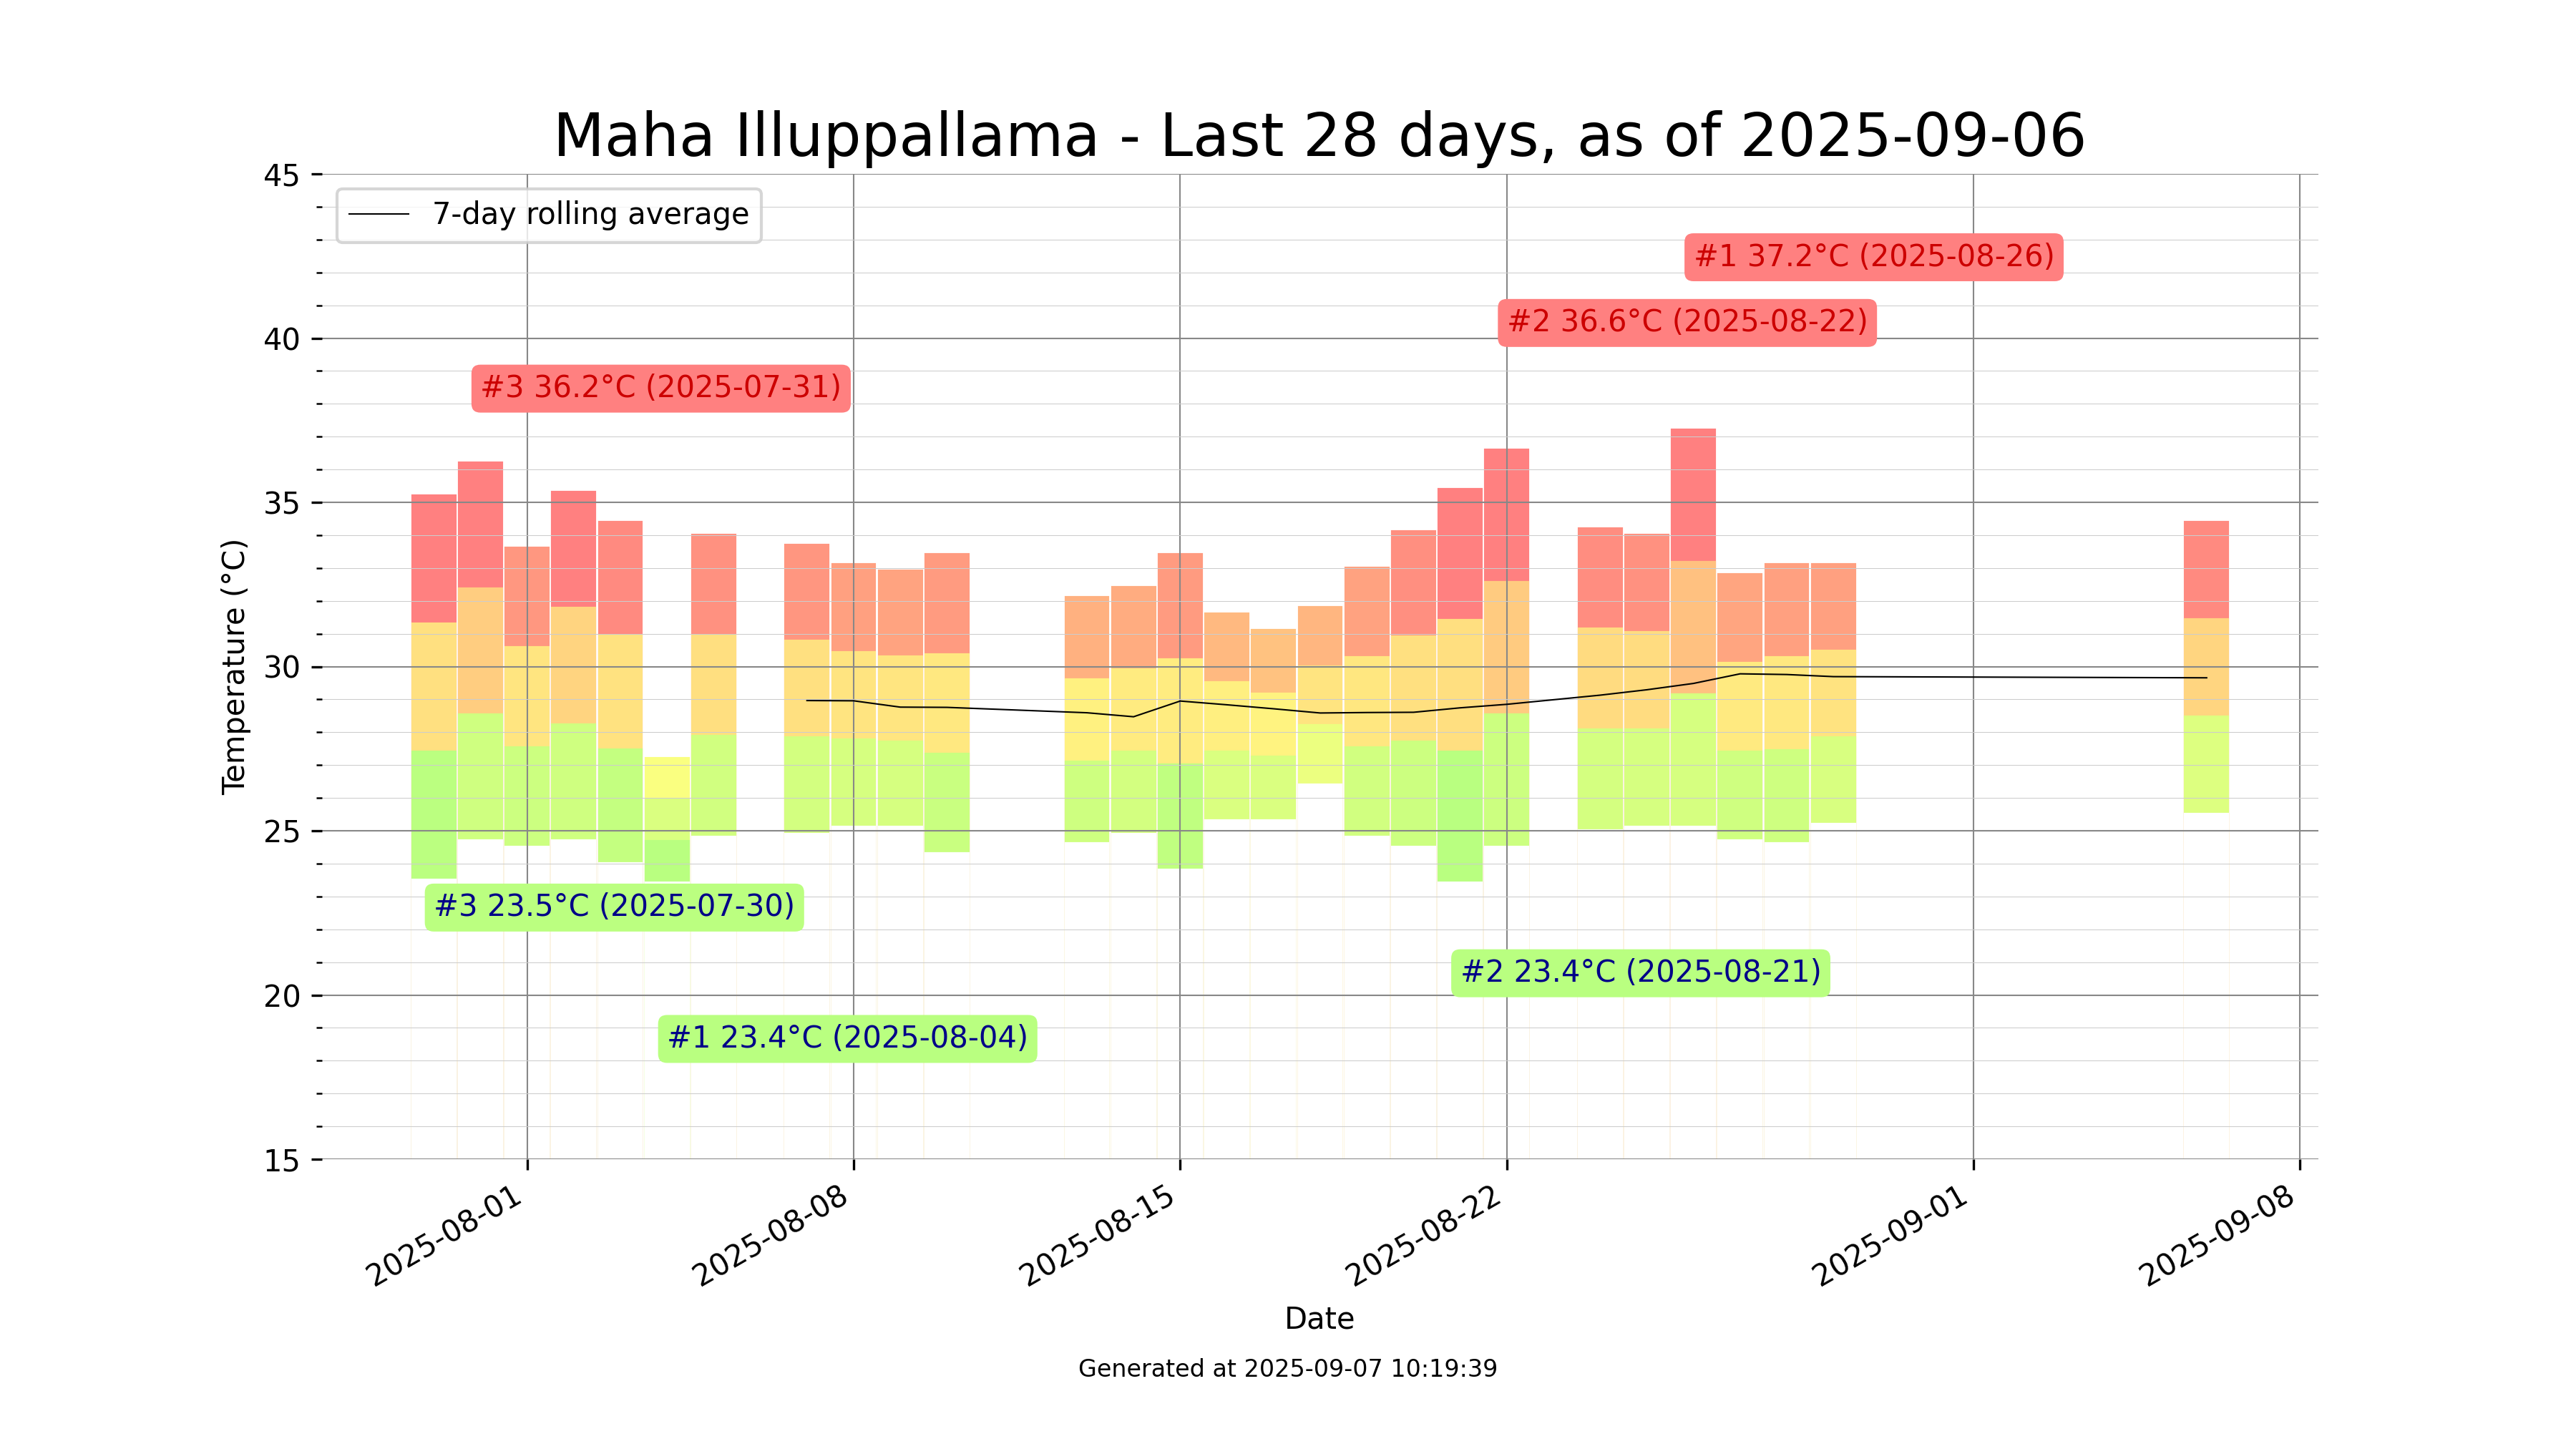 Maha Illuppallama - Last 28 days, as of 2025-09-06
45
7-day rolling average
#1 37.2°C (2025-08-26)
#2 36.6°C (2025-08-22)
40
#3 36.2°C (2025-07-31)
35
Temperature (°C)
30
25
#3 23.5°C (2025-07-30)
#2 23.4°C (2025-08-21)
20
#1 23.4°C (2025-08-04)
15
2025-08-01
2025-08-08
2025-08-15
2025-08-22
2025-09-01
2025-09-08
Date
Generated at 2025-09-07 10:19:39